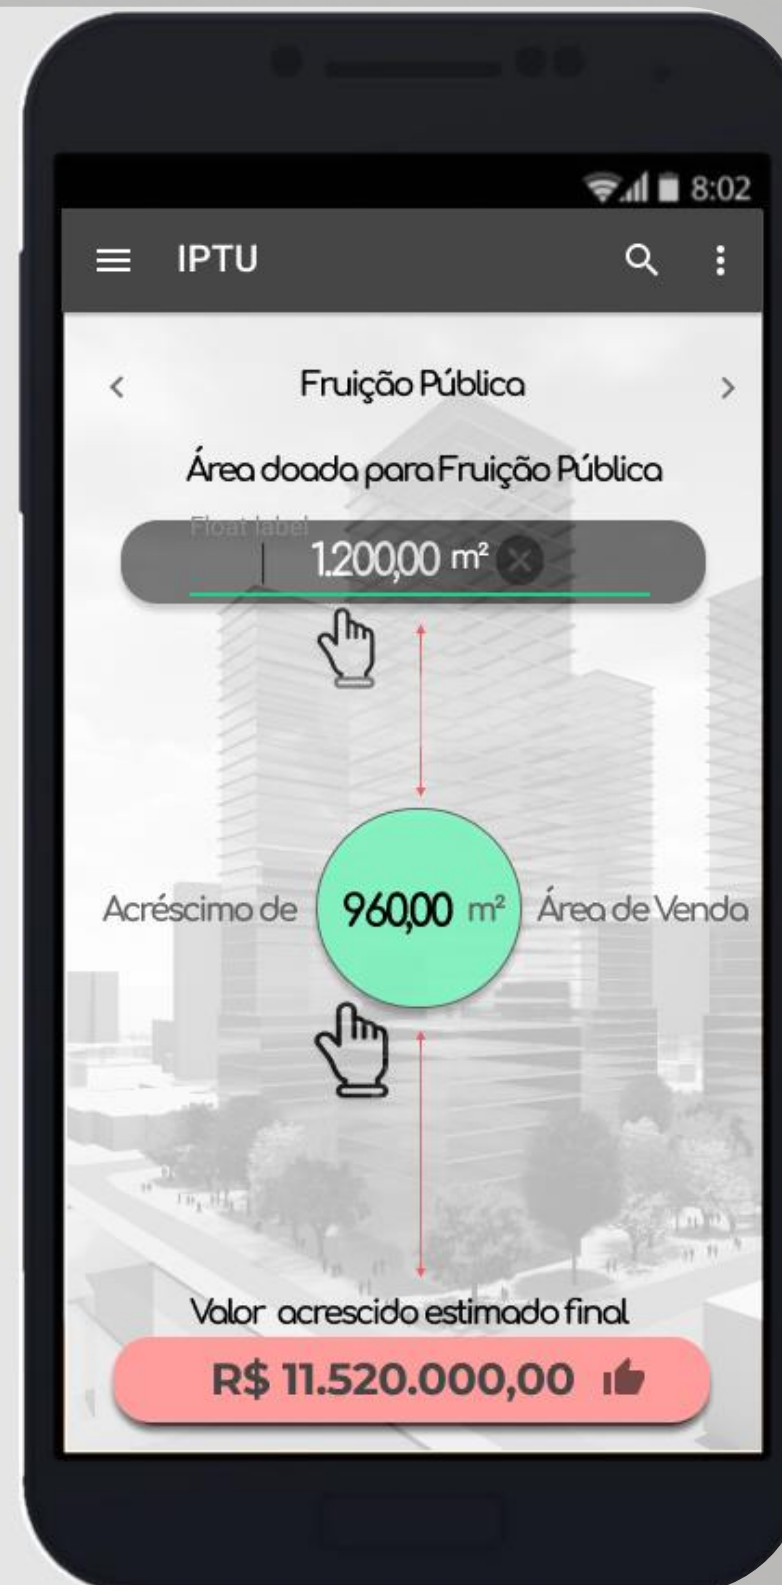 8:02
IPTU
Fruição Pública
Área doada para Fruição Pública
Float label
1.200,00 m²
Acréscimo de 960,00 m² Área de Venda
Valor acrescido estimado final
R$ 11.520.000,00